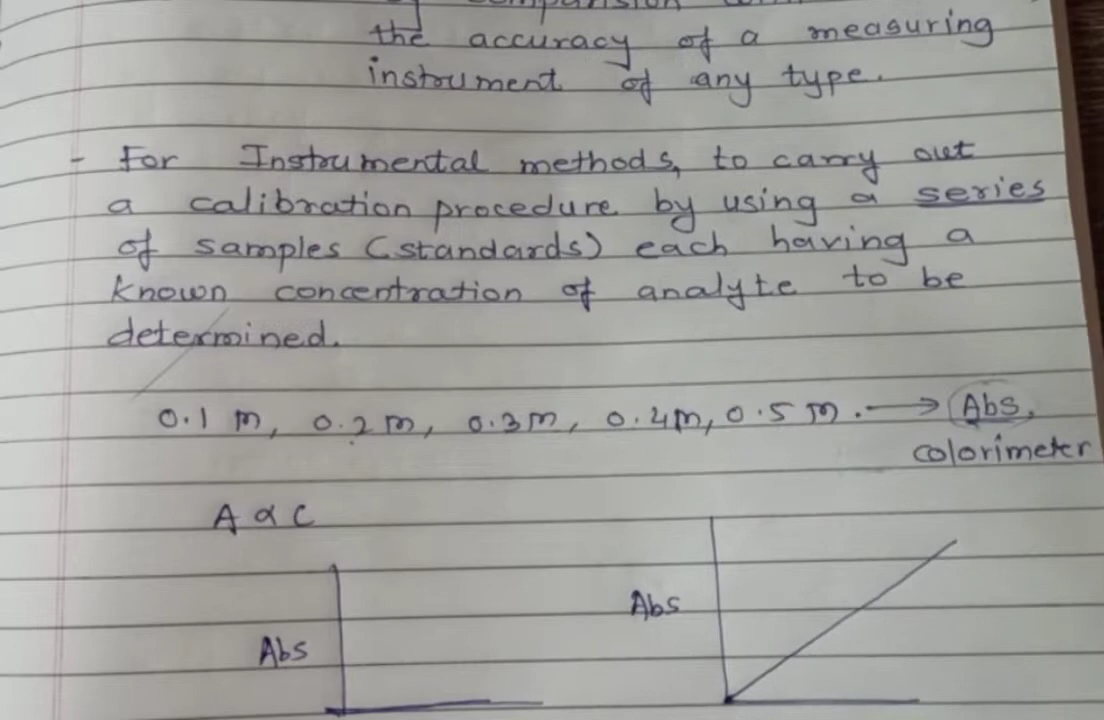 the accuracy of a measuring
instrument of any type.
- For Instrumental methods, to carry out
a calibration procedure by using a series
of samples (standards) each having a
known concentration of analyte to be
determined.
0.1 m, 0.2 m, 0.3 m, 0.4 m, 0.5 m. → Abs,
colorimeter
A α C
Abs
Abs